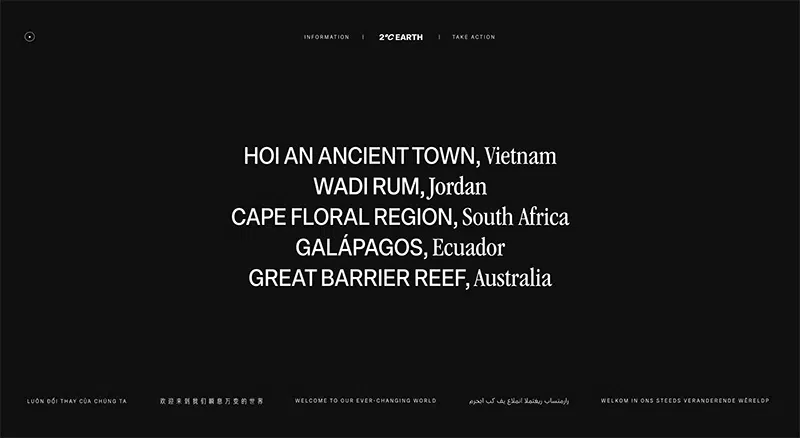 INFORMATION | 2°C EARTH | TAKE ACTION
HOI AN ANCIENT TOWN, Vietnam
WADI RUM, Jordan
CAPE FLORAL REGION, South Africa
GALÁPAGOS, Ecuador
GREAT BARRIER REEF, Australia
LUÔN ĐỔI THAY CỦA CHÚNG TA
欢迎来到我们瞬息万变的世界
WELCOME TO OUR EVER-CHANGING WORLD
WELKOM IN ONS STEEDS VERANDERENDE WÊRELDP